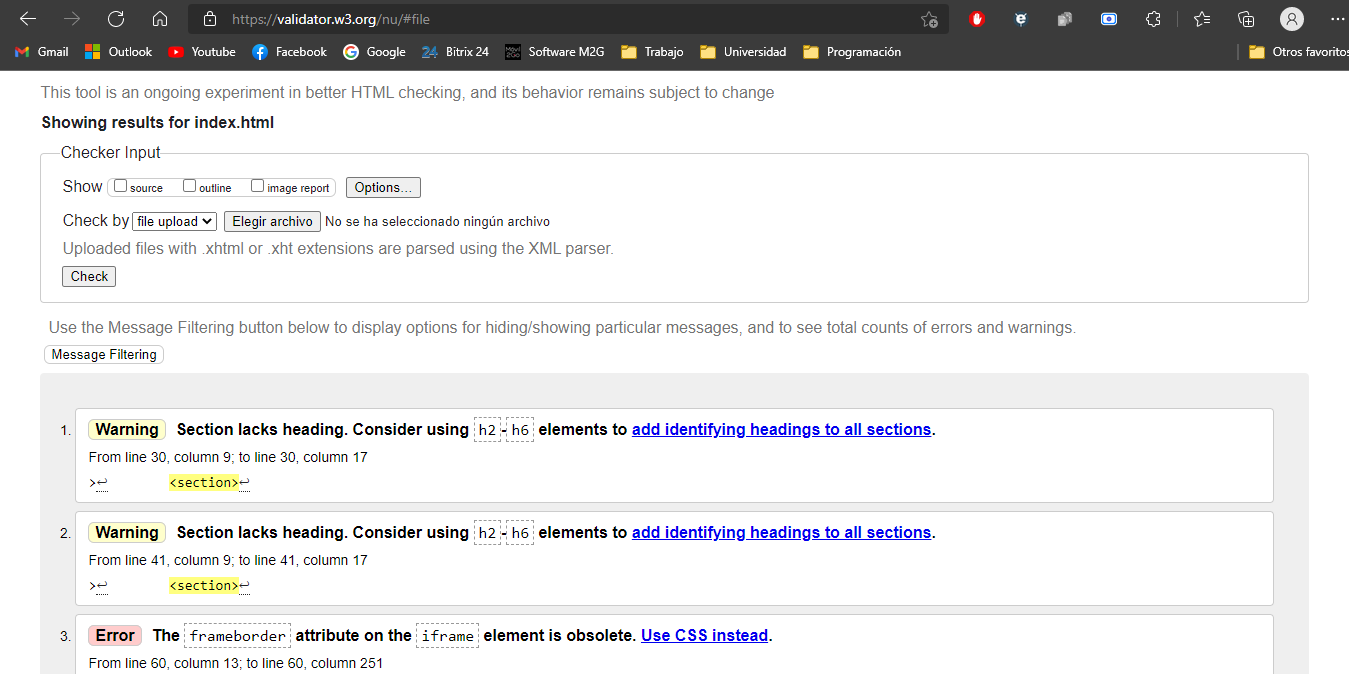 https://validator.w3.org/nu/#file
Gmail Outlook Youtube Facebook Google 24 Bitrix 24 Software M2G Trabajo Universidad Programación Otros favoritos
This tool is an ongoing experiment in better HTML checking, and its behavior remains subject to change
Showing results for index.html
Checker Input
Show source outline image report Options...
Check by file upload Elegir archivo No se ha seleccionado ningún archivo
Uploaded files with .xhtml or .xht extensions are parsed using the XML parser.
Check
Use the Message Filtering button below to display options for hiding/showing particular messages, and to see total counts of errors and warnings.
Message Filtering
1. Warning Section lacks heading. Consider using h2-h6 elements to add identifying headings to all sections.
From line 30, column 9; to line 30, column 17
>↩ <section>↩
2. Warning Section lacks heading. Consider using h2-h6 elements to add identifying headings to all sections.
From line 41, column 9; to line 41, column 17
>↩ <section>↩
3. Error The frameborder attribute on the iframe element is obsolete. Use CSS instead.
From line 60, column 13; to line 60, column 251